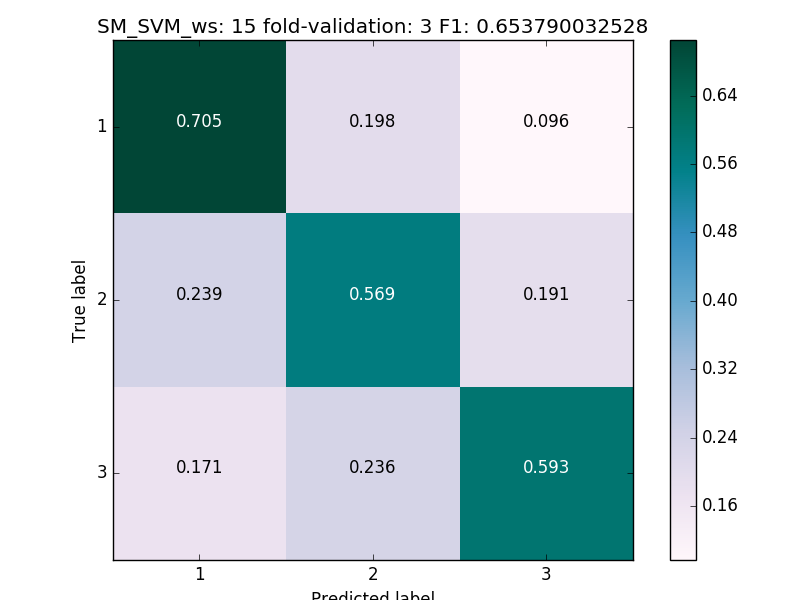 SM_SVM_ws: 15 fold-validation: 3 F1: 0.653790032528
1 0.705 0.198 0.096
2 0.239 0.569 0.191
3 0.171 0.236 0.593
1 2 3
True label
Predicted label
0.64
0.56
0.48
0.40
0.32
0.24
0.16